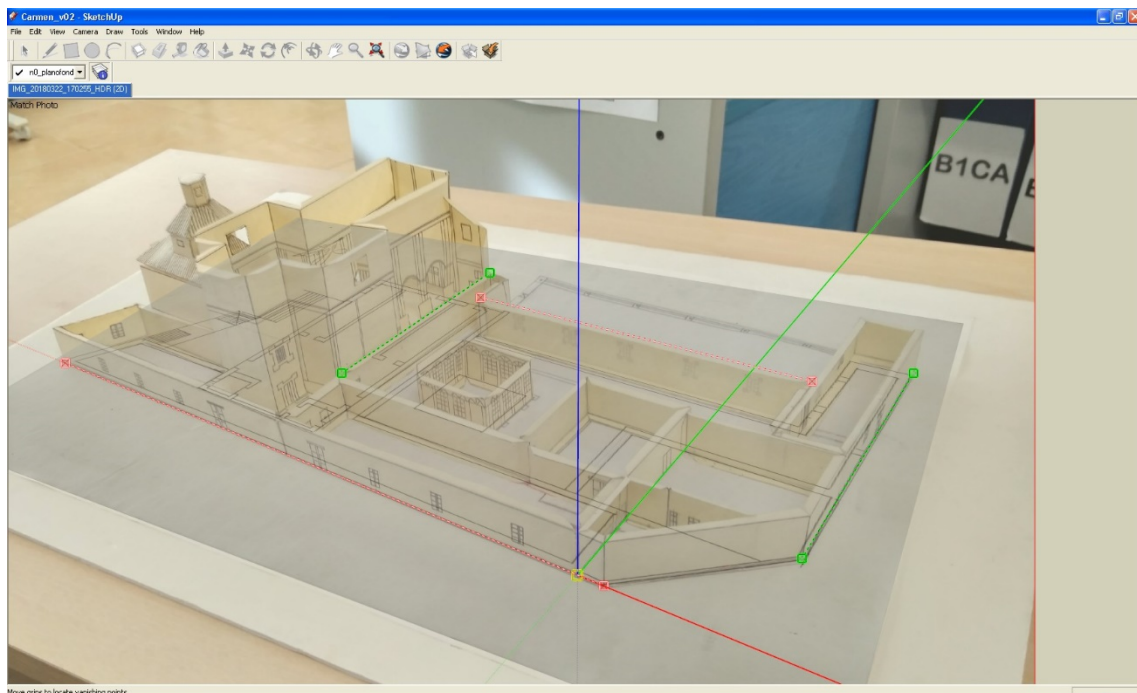 Carmen_v02 - SketchUp
File Edit View Camera Draw Tools Window Help
n0_planofond
IMG_20180322_170255_HDR (2D)
Match Photo
B1CA
Move grips to locate vanishing points.